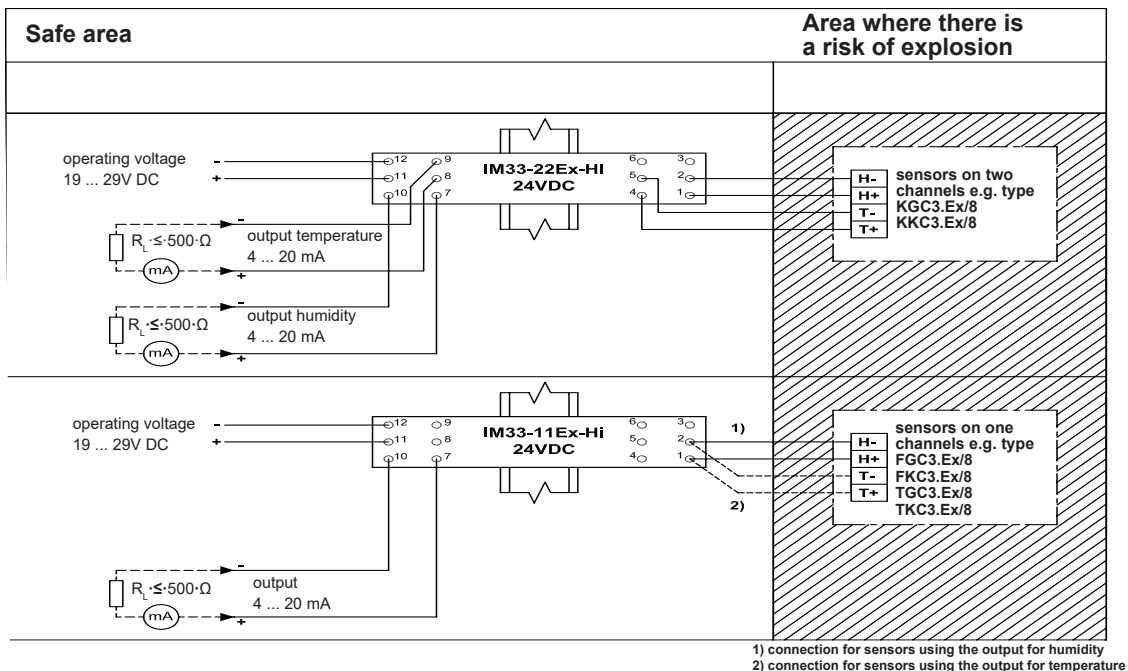 Safe area
Area where there is
a risk of explosion
operating voltage
19 ... 29V DC
-
+
12
11
10
9
8
7
IM33-22Ex-HI
24VDC
6
5
4
3
2
1
H-
H+
T-
T+
sensors on two
channels e.g. type
KGC3.Ex/8
KKC3.Ex/8
RL·≤·500·Ω
mA
-
+
output temperature
4 ... 20 mA
RL·≤·500·Ω
mA
-
+
output humidity
4 ... 20 mA
operating voltage
19 ... 29V DC
-
+
12
11
10
9
8
7
IM33-11Ex-Hi
24VDC
6
5
4
3
2
1
1)
2)
H-
H+
T-
T+
sensors on one
channels e.g. type
FGC3.Ex/8
FKC3.Ex/8
TGC3.Ex/8
TKC3.Ex/8
RL·≤·500·Ω
mA
-
+
output
4 ... 20 mA
1) connection for sensors using the output for humidity
2) connection for sensors using the output for temperature